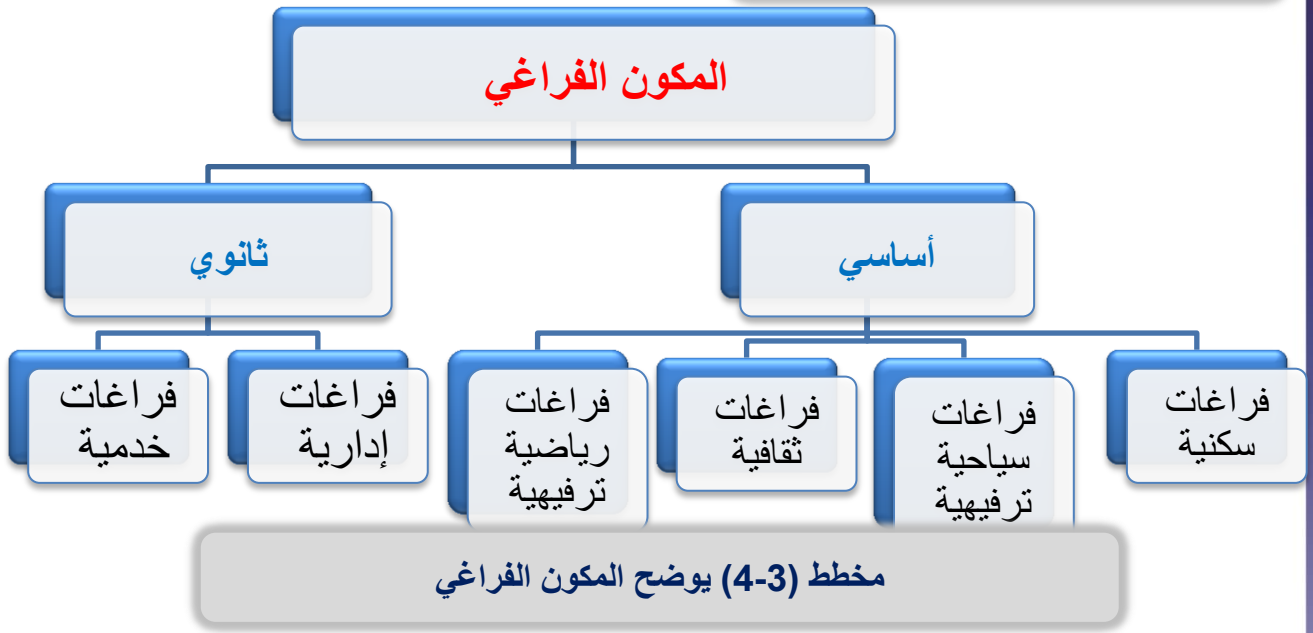 المكون الفراغي
أساسي
ثانوي
فراغات
سكنية
فراغات
سياحية
ترفيهية
فراغات
ثقافية
فراغات
رياضية
ترفيهية
فراغات
إدارية
فراغات
خدمية
مخطط (3-4) يوضح المكون الفراغي